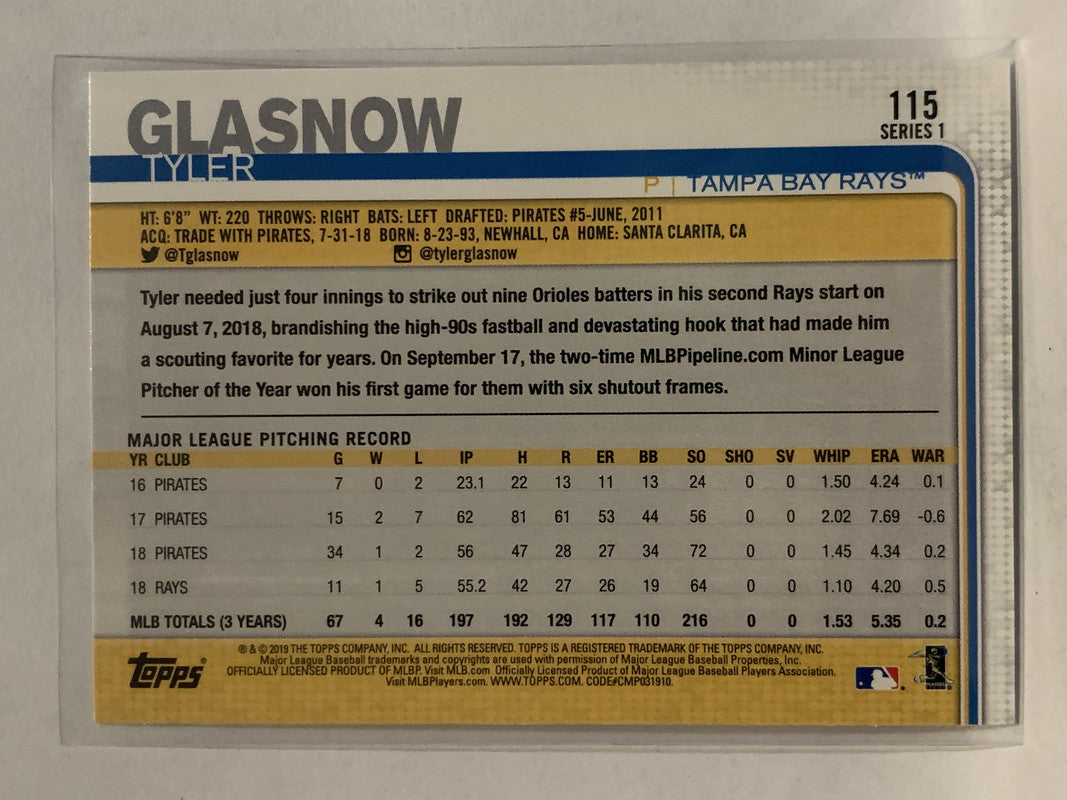 GLASNOW
TYLER
115
SERIES 1
P | TAMPA BAY RAYS™
HT: 6'8" WT: 220 THROWS: RIGHT BATS: LEFT DRAFTED: PIRATES #5-JUNE, 2011
ACQ: TRADE WITH PIRATES, 7-31-18 BORN: 8-23-93, NEWHALL, CA HOME: SANTA CLARITA, CA
@Tglasnow @tylerglasnow
Tyler needed just four innings to strike out nine Orioles batters in his second Rays start on
August 7, 2018, brandishing the high-90s fastball and devastating hook that had made him
a scouting favorite for years. On September 17, the two-time MLBPipeline.com Minor League
Pitcher of the Year won his first game for them with six shutout frames.
MAJOR LEAGUE PITCHING RECORD
YR CLUB G W L IP H R ER BB SO SHO SV WHIP ERA WAR
16 PIRATES 7 0 2 23.1 22 13 11 13 24 0 0 1.50 4.24 0.1
17 PIRATES 15 2 7 62 81 61 53 44 56 0 0 2.02 7.69 -0.6
18 PIRATES 34 1 2 56 47 28 27 34 72 0 0 1.45 4.34 0.2
18 RAYS 11 1 5 55.2 42 27 26 19 64 0 0 1.10 4.20 0.5
MLB TOTALS (3 YEARS) 67 4 16 197 192 129 117 110 216 0 0 1.53 5.35 0.2
® & © 2019 THE TOPPS COMPANY, INC. ALL RIGHTS RESERVED. TOPPS IS A REGISTERED TRADEMARK OF THE TOPPS COMPANY, INC.
Major League Baseball trademarks and copyrights are used with permission of Major League Baseball Properties, Inc.
OFFICIALLY LICENSED PRODUCT OF MLBP. Visit MLB.com Officially Licensed Product of Major League Baseball Players Association.
Visit MLBPlayers.com. WWW.TOPPS.COM. CODE#CMP031910.
topps®